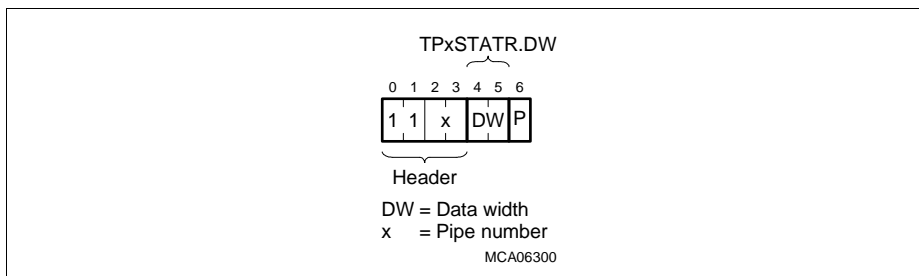 TPxSTATR.DW
0 1 2 3 4 5 6
1 1 x DW P
Header
DW = Data width
x = Pipe number
MCA06300